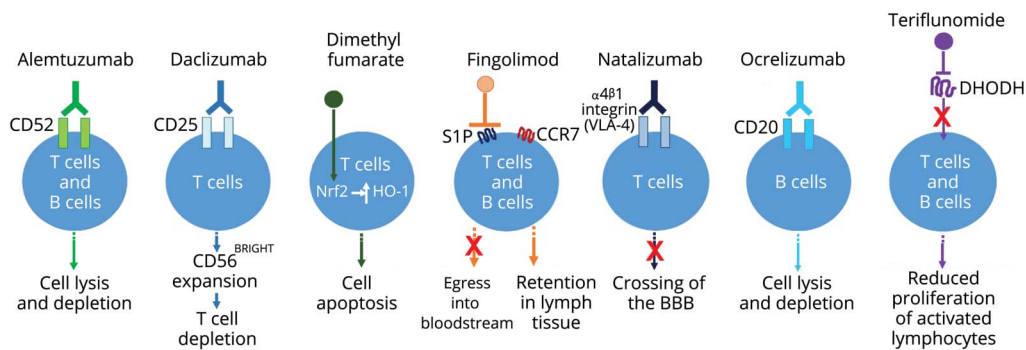 Alemtuzumab
CD52
T cells
and
B cells
Cell lysis
and depletion
Daclizumab
CD25
T cells
BRIGHT
CD56
expansion
T cell
depletion
Dimethyl
fumarate
T cells
Nrf2
HO-1
Cell
apoptosis
Fingolimod
S1P
CCR7
T cells
and
B cells
X
Egress
into
bloodstream
Retention
in lymph
tissue
Natalizumab
α4β1
integrin
(VLA-4)
T cells
X
Crossing of
the BBB
Ocrelizumab
CD20
B cells
Cell lysis
and depletion
Teriflunomide
DHODH
X
T cells
and
B cells
Reduced
proliferation
of activated
lymphocytes